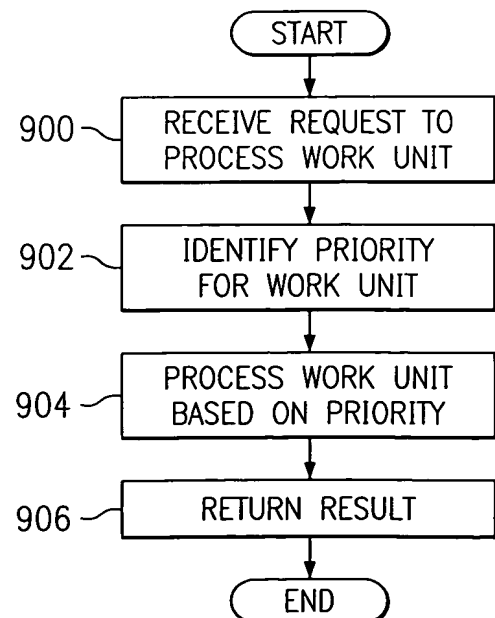 START
900
RECEIVE REQUEST TO
PROCESS WORK UNIT
902
IDENTIFY PRIORITY
FOR WORK UNIT
904
PROCESS WORK UNIT
BASED ON PRIORITY
906
RETURN RESULT
END